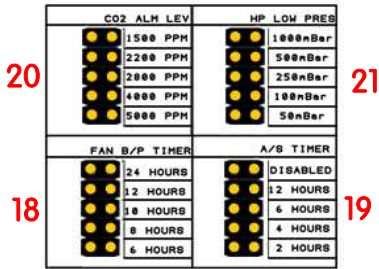 CO2 ALM LEV
1500 PPM
2200 PPM
2800 PPM
4000 PPM
5000 PPM
20
HP LOW PRES
1000mBar
500mBar
250mBar
100mBar
50mBar
21
FAN B/P TIMER
24 HOURS
12 HOURS
10 HOURS
8 HOURS
6 HOURS
18
A/S TIMER
DISABLED
12 HOURS
6 HOURS
4 HOURS
2 HOURS
19